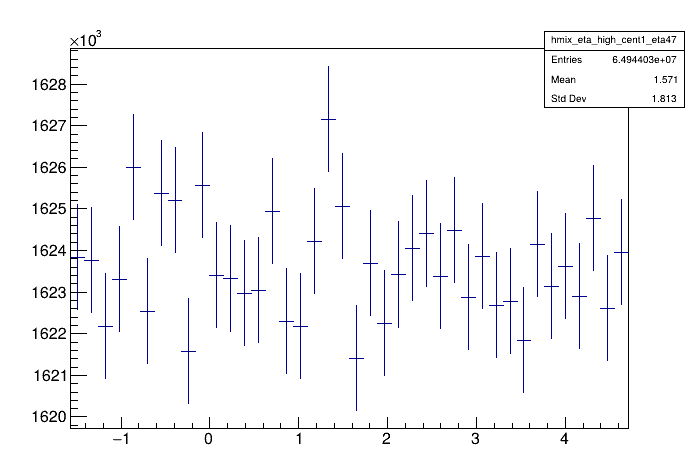 ×10³
hmix_eta_high_cent1_eta47
Entries 6.494403e+07
Mean 1.571
Std Dev 1.813
1628
1627
1626
1625
1624
1623
1622
1621
1620
−1 0 1 2 3 4